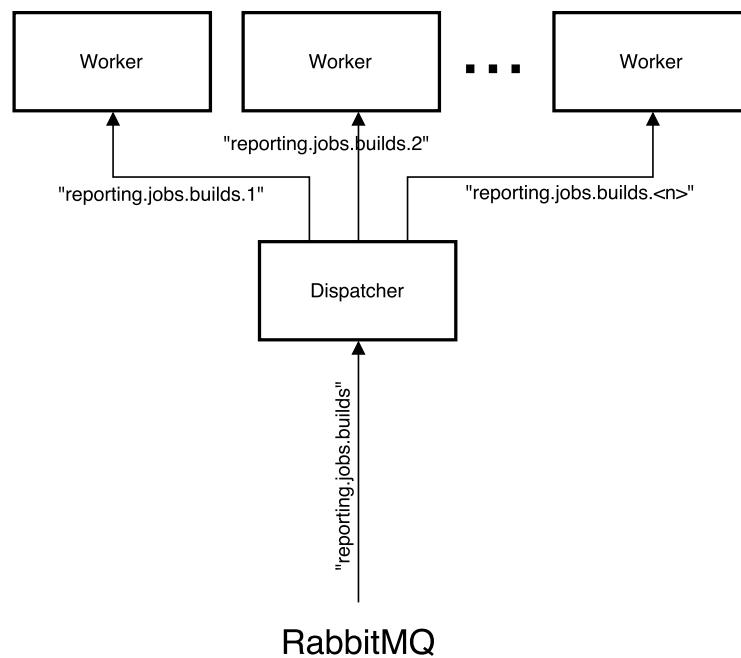 Worker
Worker
Worker
"reporting.jobs.builds.2"
"reporting.jobs.builds.1"
"reporting.jobs.builds.<n>"
Dispatcher
"reporting.jobs.builds"
RabbitMQ